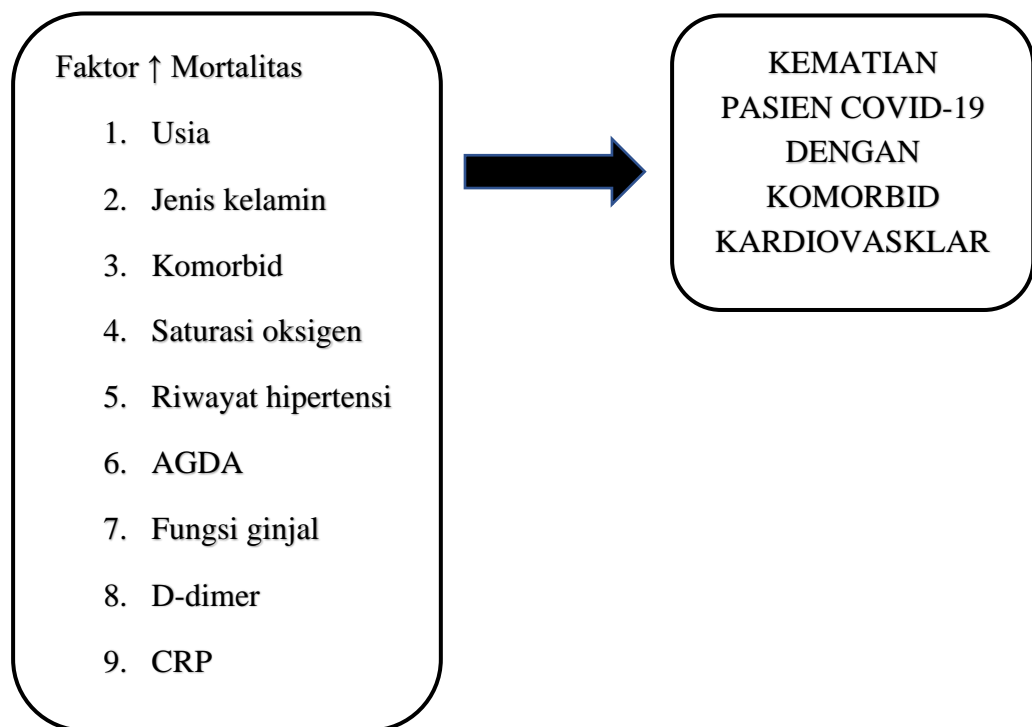 Faktor ↑ Mortalitas
1. Usia
2. Jenis kelamin
3. Komorbid
4. Saturasi oksigen
5. Riwayat hipertensi
6. AGDA
7. Fungsi ginjal
8. D-dimer
9. CRP
KEMATIAN
PASIEN COVID-19
DENGAN
KOMORBID
KARDIOVASKLAR